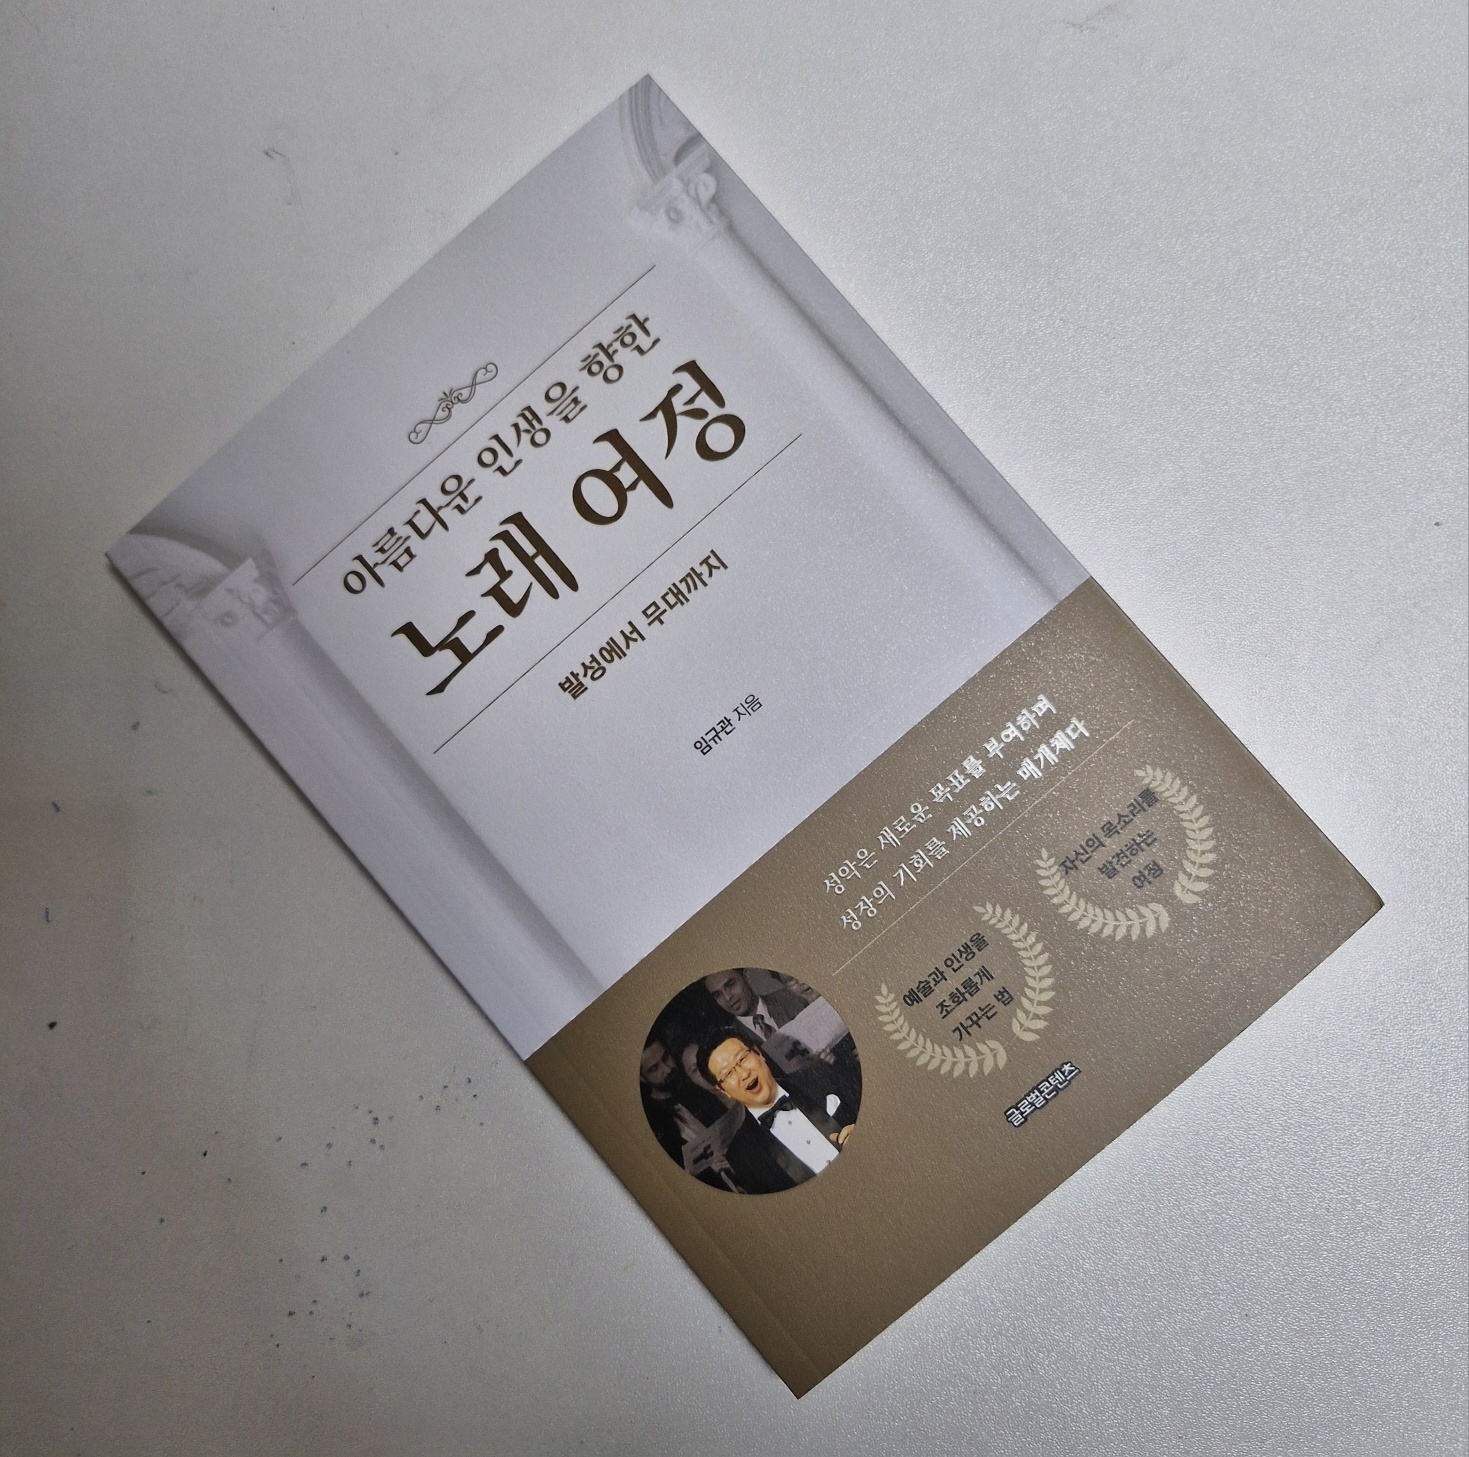 아름다운 인생을 향한
노래 여정
발성에서 무대까지
임규관 지음
성악은 새로운 목표를 부여하며
성장의 기회를 제공하는 매개체다
예술과 인생을
조화롭게
가꾸는 법
자신의 목소리를
발견하는
여정
글로벌콘텐츠